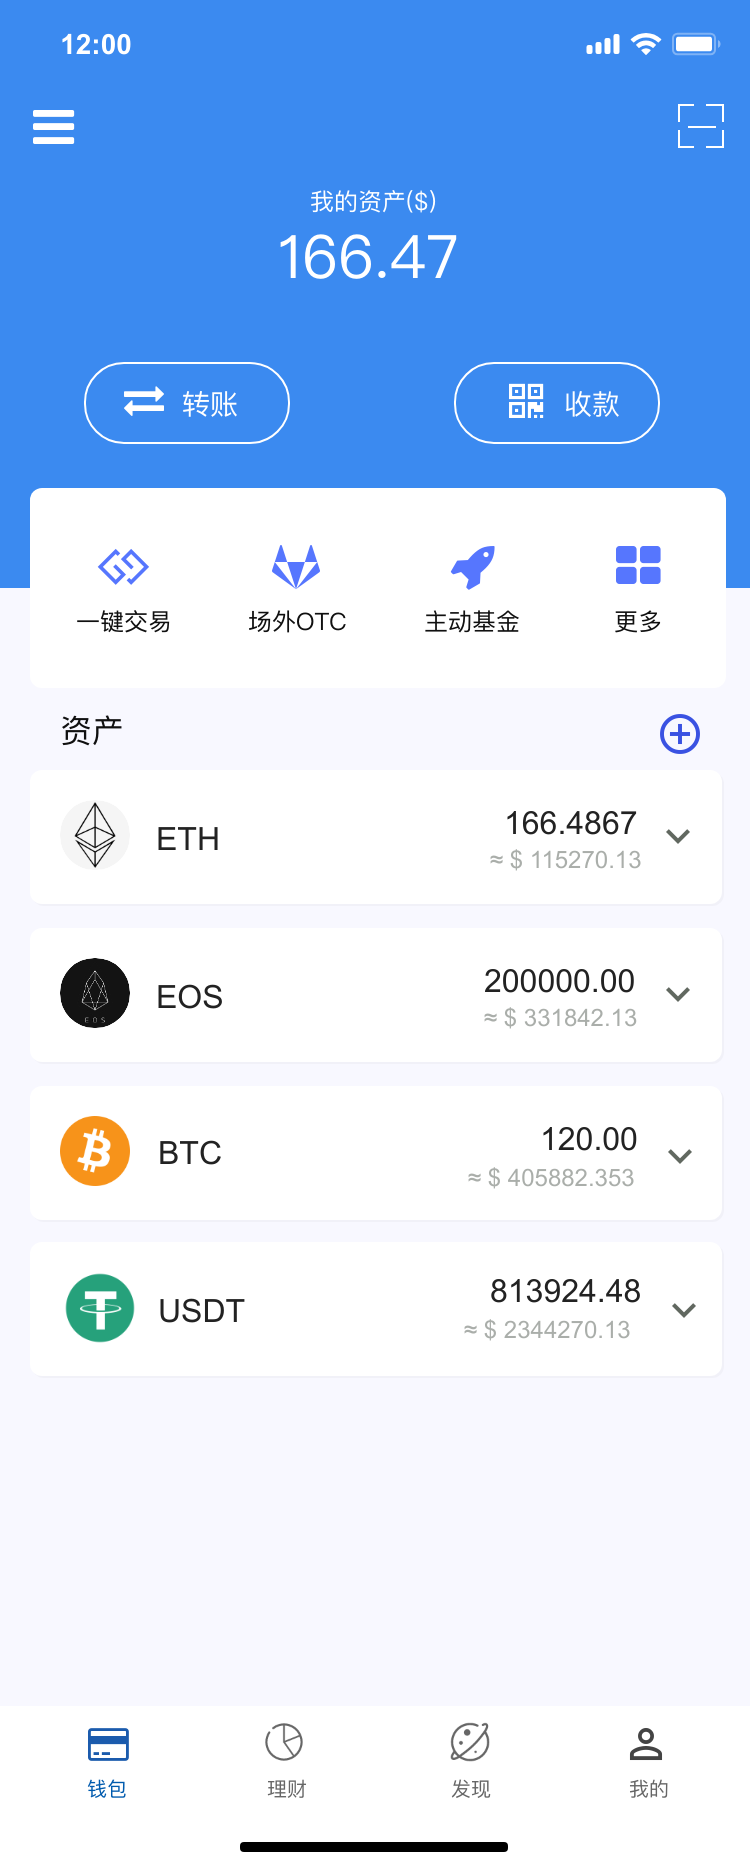 12:00
我的资产($)
166.47
转账
收款
一键交易
场外OTC
主动基金
更多
资产
ETH
166.4867
≈ $ 115270.13
EOS
EOS
200000.00
≈ $ 331842.13
BTC
120.00
≈ $ 405882.353
USDT
813924.48
≈ $ 2344270.13
钱包
理财
发现
我的